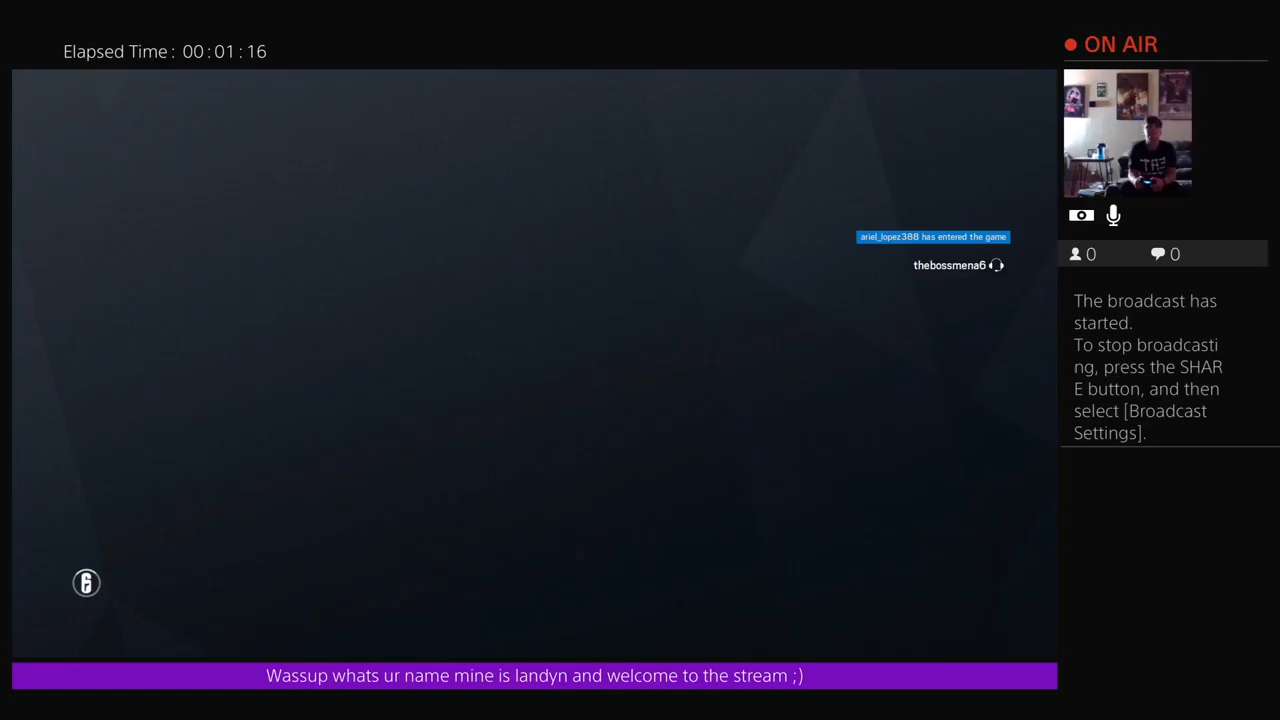 Elapsed Time: 00:01:16
ON AIR
ariel_lopez388 has entered the game
thebossmena6
0
0
The broadcast has
started.
To stop broadcasti
ng, press the SHAR
E button, and then
select [Broadcast
Settings].
6
Wassup whats ur name mine is landyn and welcome to the stream ;)